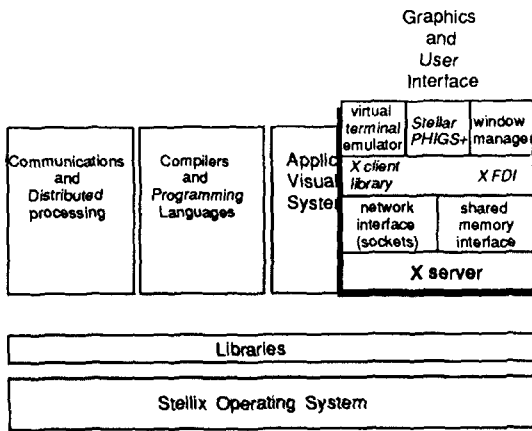 Graphics
and
User
Interface
virtual
terminal
emulator
Stellar
PHIGS+
window
manager
Communications
and
Distributed
processing
Compilers
and
Programming
Languages
Applic
Visual
System
X client
library
X FDI
network
interface
(sockets)
shared
memory
interface
X server
Libraries
Stellix Operating System